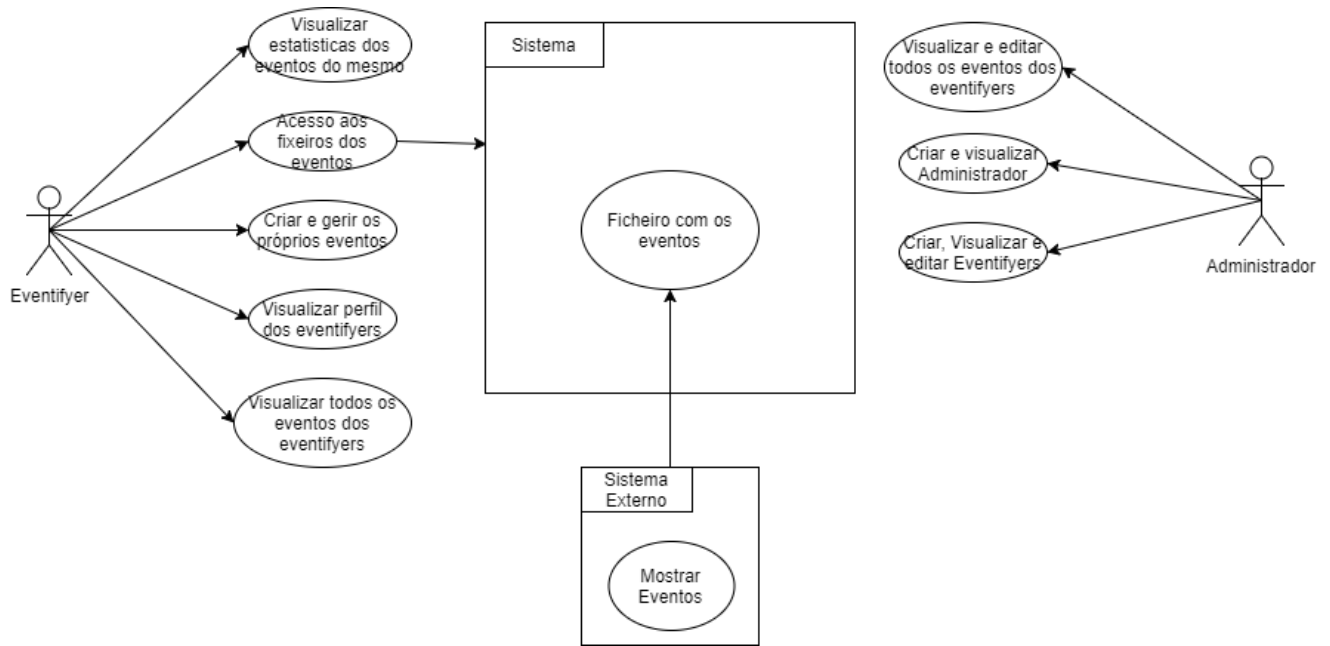 Visualizar
estatisticas dos
eventos do mesmo
Acesso aos
fixeiros dos
eventos
Criar e gerir os
próprios eventos
Visualizar perfil
dos eventifyers
Visualizar todos os
eventos dos
eventifyers
Eventifyer
Sistema
Ficheiro com os
eventos
Sistema
Externo
Mostrar
Eventos
Visualizar e editar
todos os eventos dos
eventifyers
Criar e visualizar
Administrador
Criar, Visualizar e
editar Eventifyers
Administrador